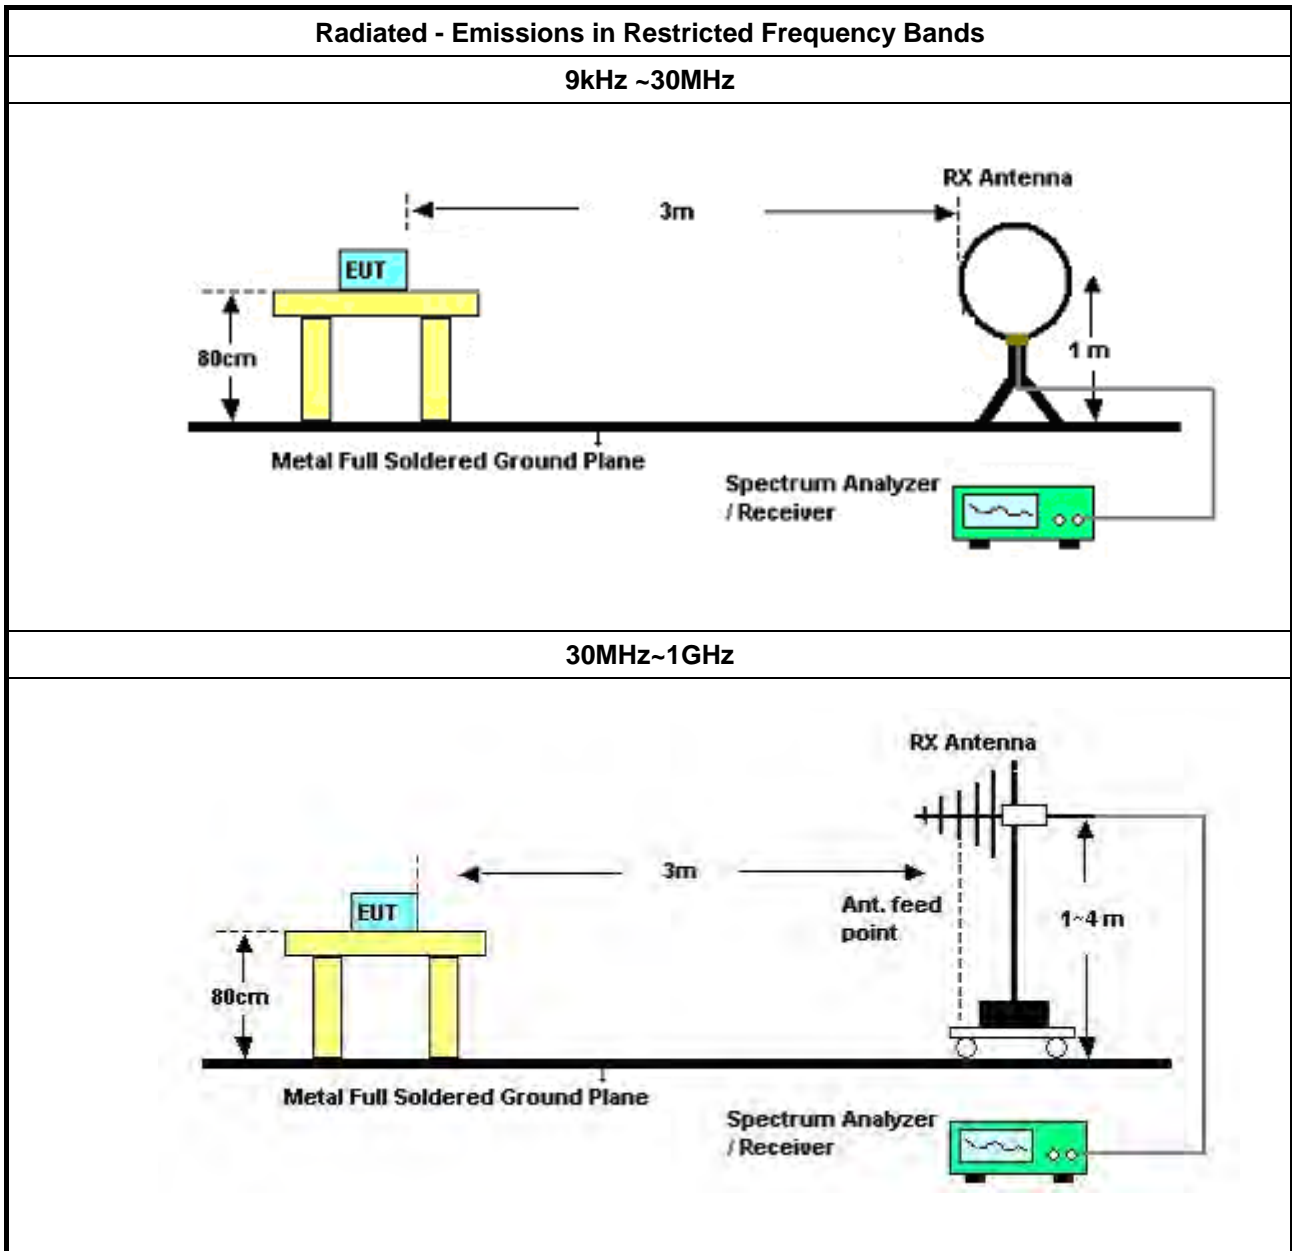 Radiated - Emissions in Restricted Frequency Bands
9kHz ~30MHz
RX Antenna
3m
EUT
80cm
1 m
Metal Full Soldered Ground Plane
Spectrum Analyzer
/ Receiver
30MHz~1GHz
RX Antenna
3m
Ant. feed
point
1~4 m
EUT
80cm
Metal Full Soldered Ground Plane
Spectrum Analyzer
/ Receiver